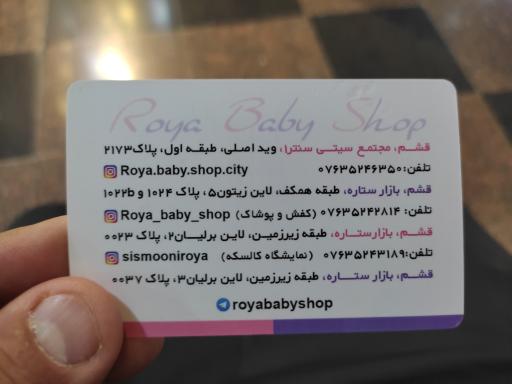 Roya Baby Shop
قشم، مجتمع سیتی سنتر۱، وید اصلی، طبقه اول، پلاک ۲۱۷۳
تلفن: ۰۷۶۳۵۲۴۶۳۵۰ Roya.baby.shop.city
قشم، بازار ستاره، طبقه همکف، لاین زیتون۵، پلاک ۱۰۲۴ و ۱۰۲۲b
تلفن: ۰۷۶۳۵۲۴۲۸۱۴ (کفش و پوشاک) Roya_baby_shop
قشم، بازارستاره، طبقه زیرزمین، لاین برلیان۲، پلاک ۰۰۲۳
تلفن: ۰۷۶۳۵۲۴۳۱۸۹ (نمایشگاه کالسکه) sismooniroya
قشم، بازار ستاره، طبقه زیرزمین، لاین برلیان۳، پلاک ۰۰۳۷
royababyshop